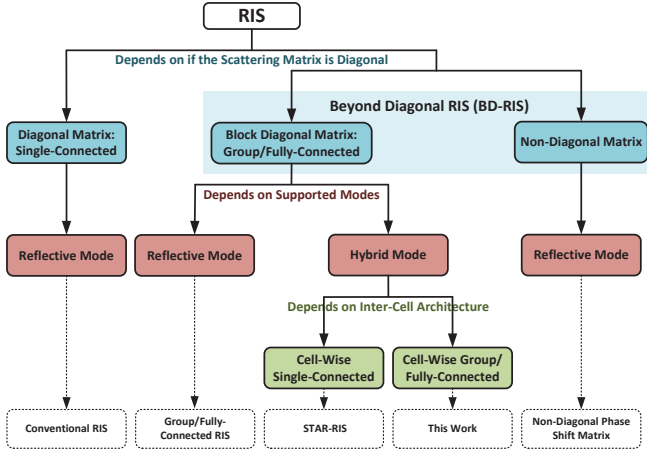 RIS
Depends on if the Scattering Matrix is Diagonal
Beyond Diagonal RIS (BD-RIS)
Diagonal Matrix:
Single-Connected
Block Diagonal Matrix:
Group/Fully-Connected
Non-Diagonal Matrix
Depends on Supported Modes
Reflective Mode
Reflective Mode
Hybrid Mode
Reflective Mode
Depends on Inter-Cell Architecture
Cell-Wise
Single-Connected
Cell-Wise Group/
Fully-Connected
Conventional RIS
Group/Fully-
Connected RIS
STAR-RIS
This Work
Non-Diagonal Phase
Shift Matrix